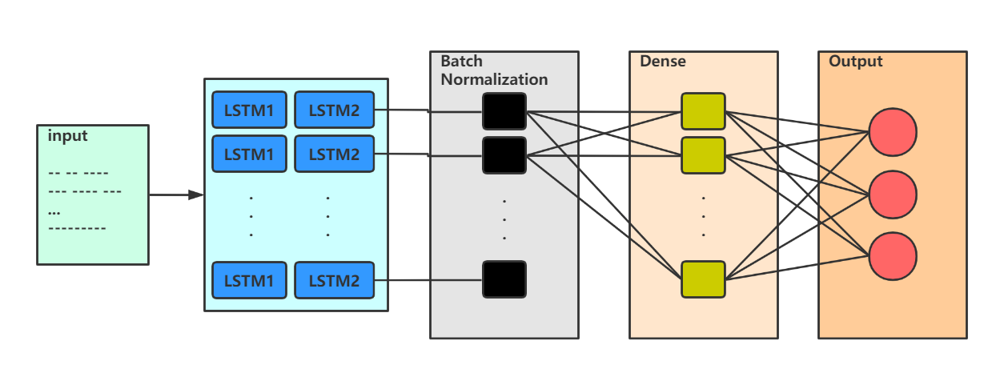 input
-- -- ----
--- ---- ---
...
---------
LSTM1 LSTM2
LSTM1 LSTM2
. .
. .
. .
LSTM1 LSTM2
Batch
Normalization
.
.
.
Dense
.
.
.
Output